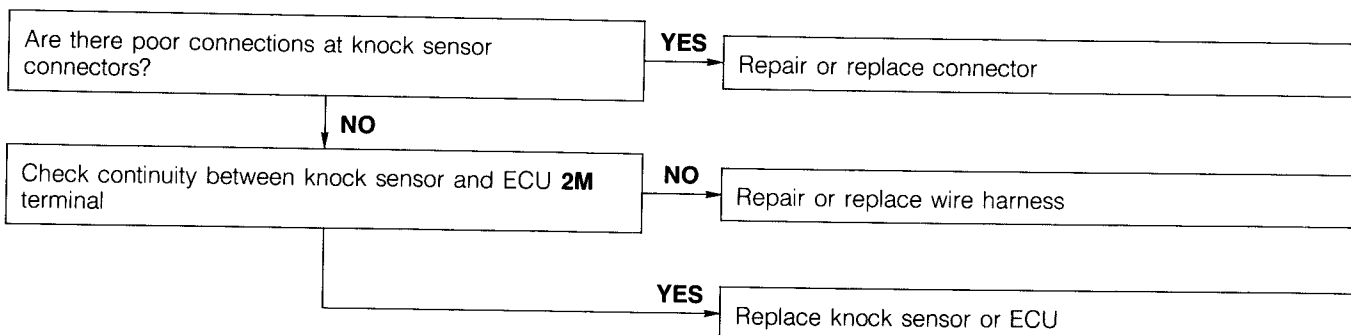 Are there poor connections at knock sensor
connectors?
YES
Repair or replace connector
NO
Check continuity between knock sensor and ECU 2M
terminal
NO
Repair or replace wire harness
YES
Replace knock sensor or ECU